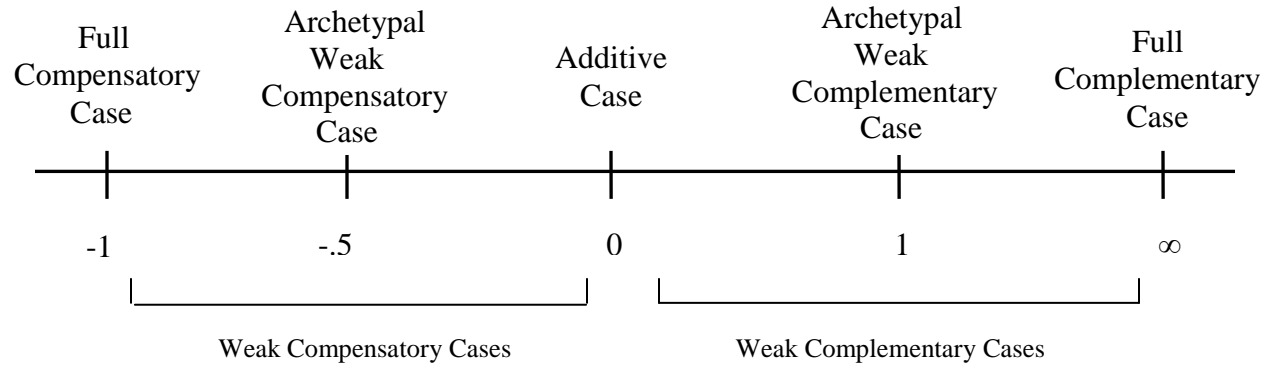 Full
Compensatory
Case
Archetypal
Weak
Compensatory
Case
Additive
Case
Archetypal
Weak
Complementary
Case
Full
Complementary
Case
-1
-.5
0
1
∞
Weak Compensatory Cases
Weak Complementary Cases